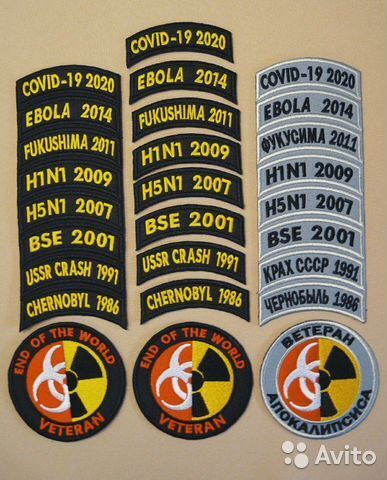 COVID-19 2020
EBOLA 2014
FUKUSHIMA 2011
H1N1 2009
H5N1 2007
BSE 2001
USSR CRASH 1991
CHERNOBYL 1986
END OF THE WORLD
VETERAN
COVID-19 2020
EBOLA 2014
FUKUSHIMA 2011
H1N1 2009
H5N1 2007
BSE 2001
USSR CRASH 1991
CHERNOBYL 1986
END OF THE WORLD
VETERAN
COVID-19 2020
EBOLA 2014
ФУКУСИМА 2011
H1N1 2009
H5N1 2007
BSE 2001
КРАХ СССР 1991
ЧЕРНОБЫЛЬ 1986
ВЕТЕРАН
АПОКАЛИПСИСА
Avito